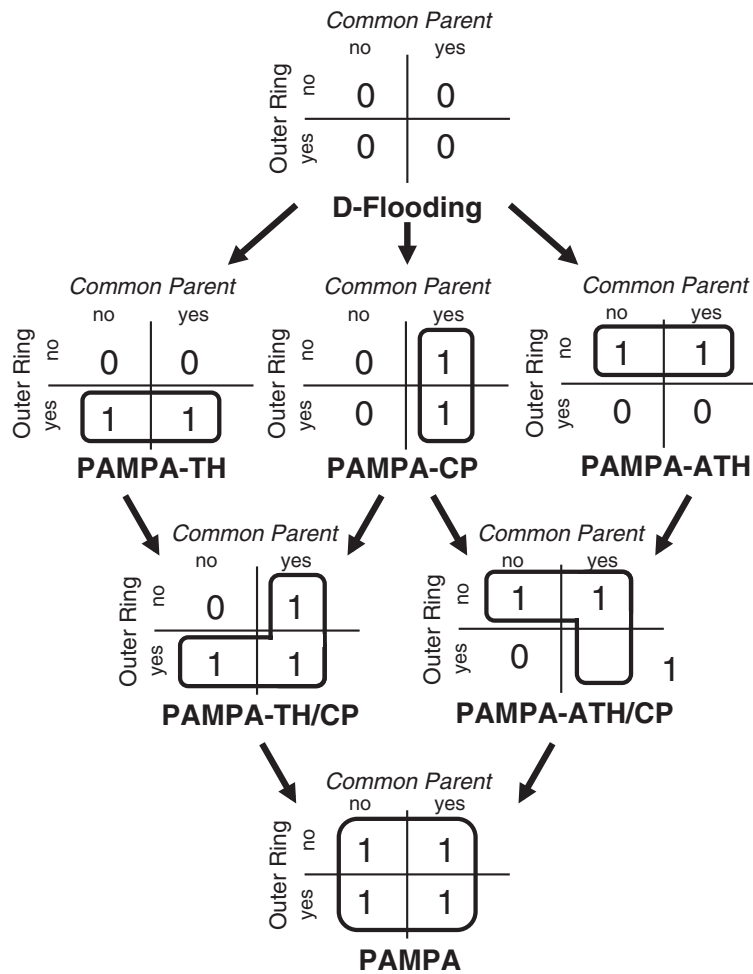 Common Parent
no yes
Outer Ring
no 0 0
yes 0 0
D-Flooding
Common Parent
no yes
Outer Ring
no 0 0
yes 1 1
PAMPA-TH
Common Parent
no yes
Outer Ring
no 0 1
yes 0 1
PAMPA-CP
Common Parent
no yes
Outer Ring
no 1 1
yes 0 0
PAMPA-ATH
Common Parent
no yes
Outer Ring
no 0 1
yes 1 1
PAMPA-TH/CP
Common Parent
no yes
Outer Ring
no 1 1
yes 0 1
PAMPA-ATH/CP
Common Parent
no yes
Outer Ring
no 1 1
yes 1 1
PAMPA